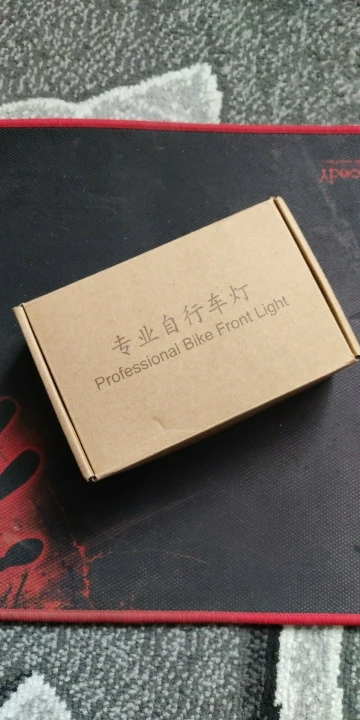 专业自行车灯
Professional Bike Front Light